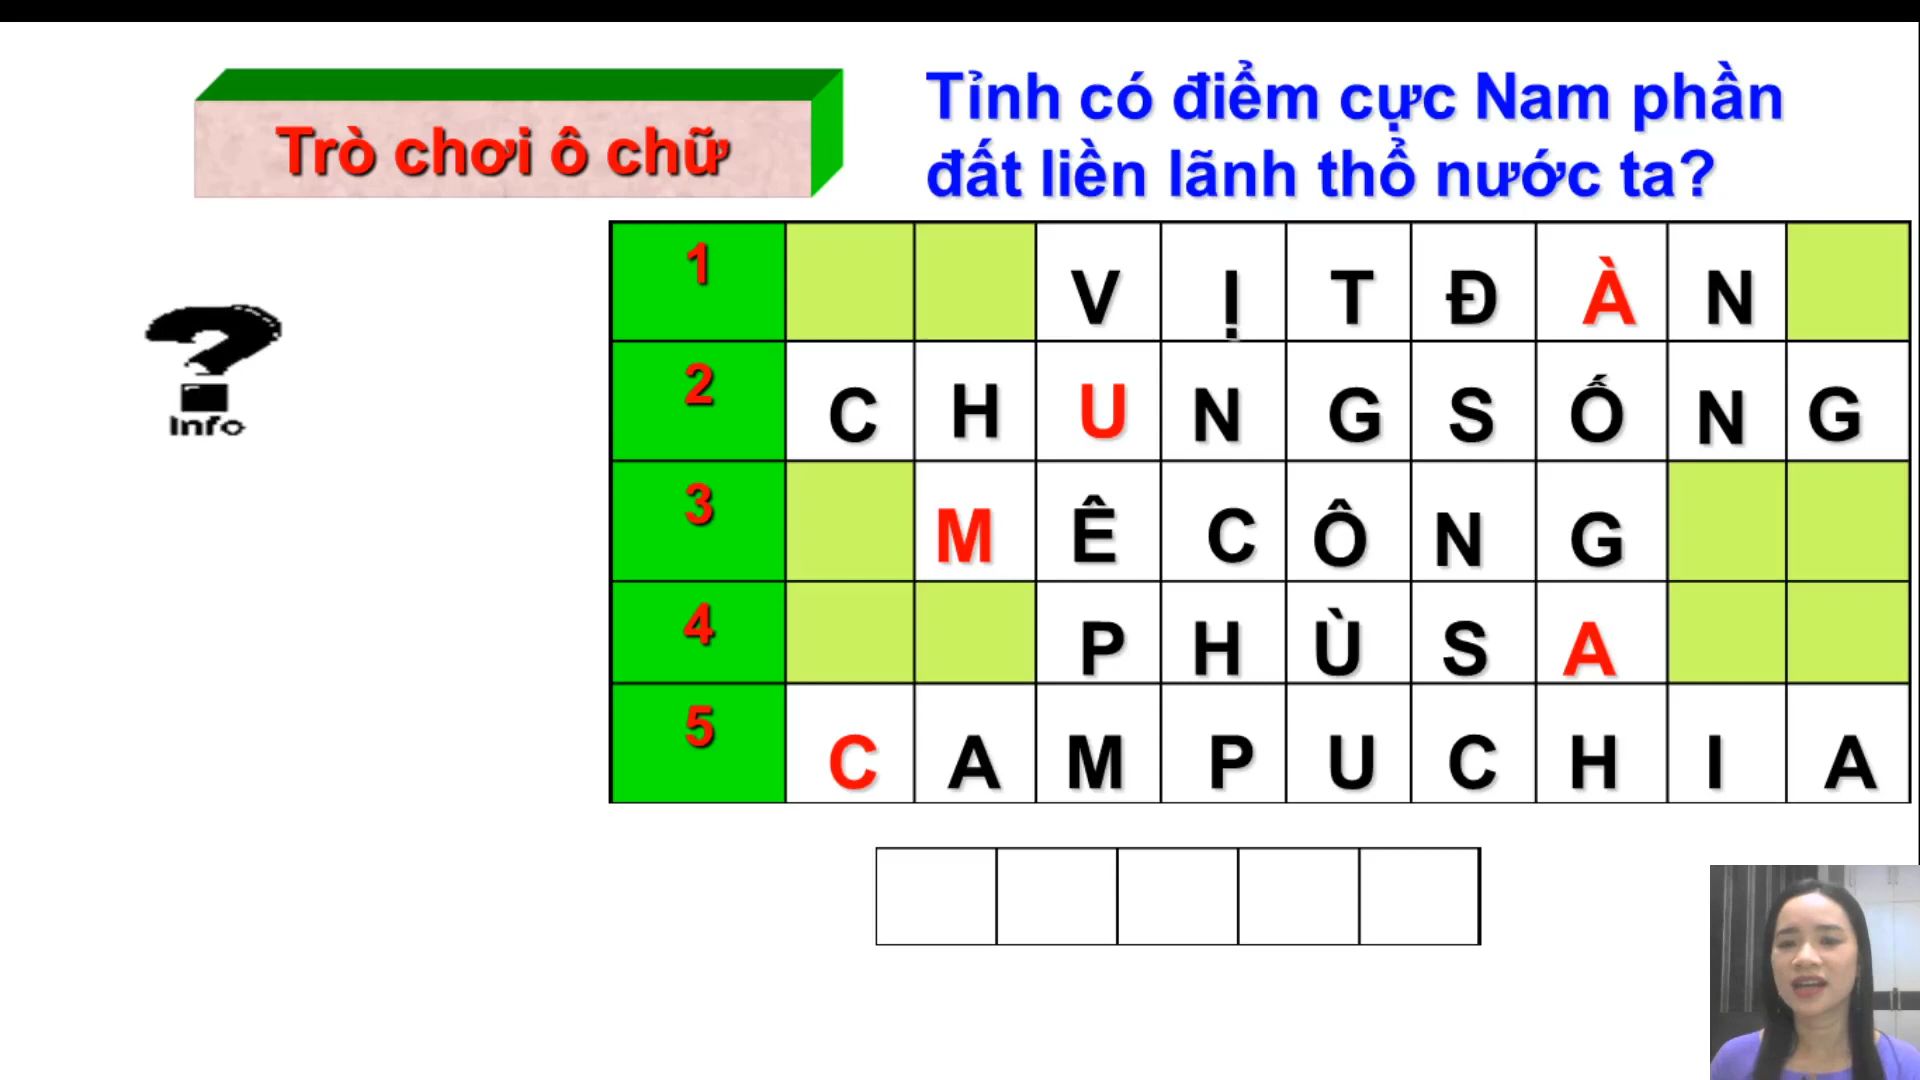 Trò chơi ô chữ
Tỉnh có điểm cực Nam phần
đất liền lãnh thổ nước ta?
Info
1 V Ị T Đ À N
2 C H U N G S Ố N G
3 M Ê C Ô N G
4 P H Ù S A
5 C A M P U C H I A